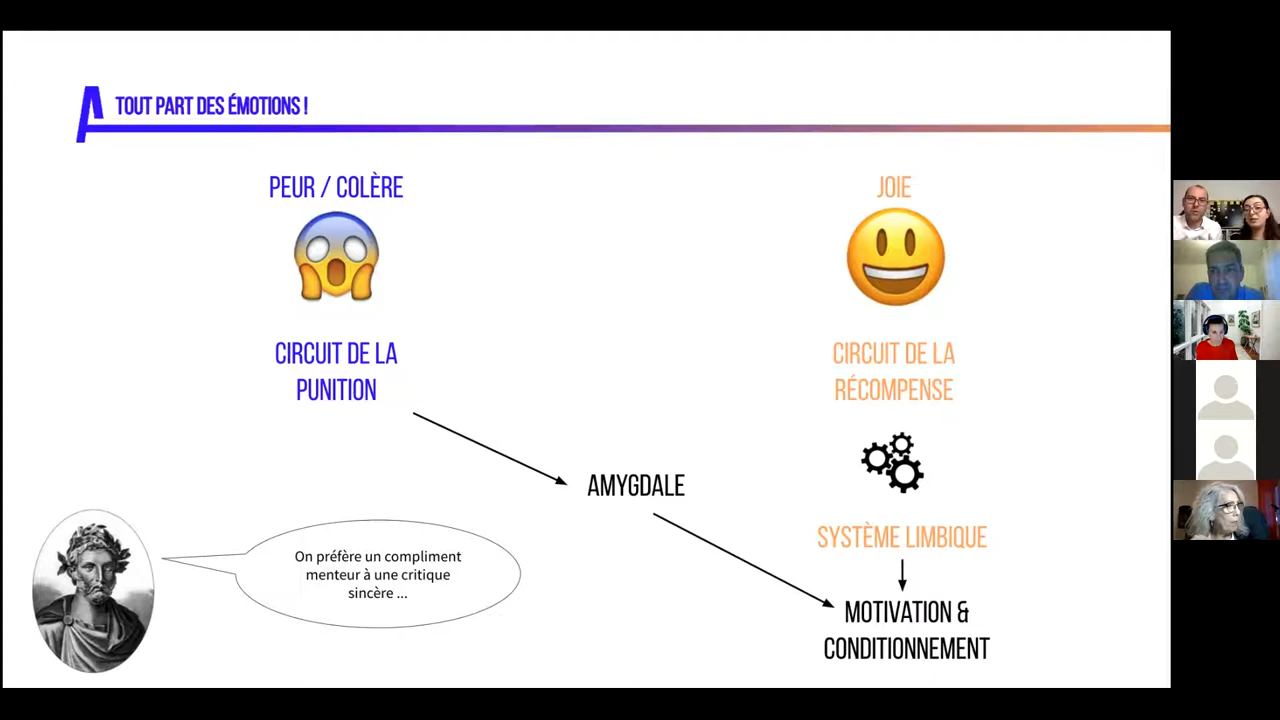 TOUT PART DES ÉMOTIONS !
PEUR / COLÈRE
JOIE
CIRCUIT DE LA
PUNITION
CIRCUIT DE LA
RÉCOMPENSE
AMYGDALE
SYSTÈME LIMBIQUE
On préfère un compliment
menteur à une critique
sincère ...
MOTIVATION &
CONDITIONNEMENT